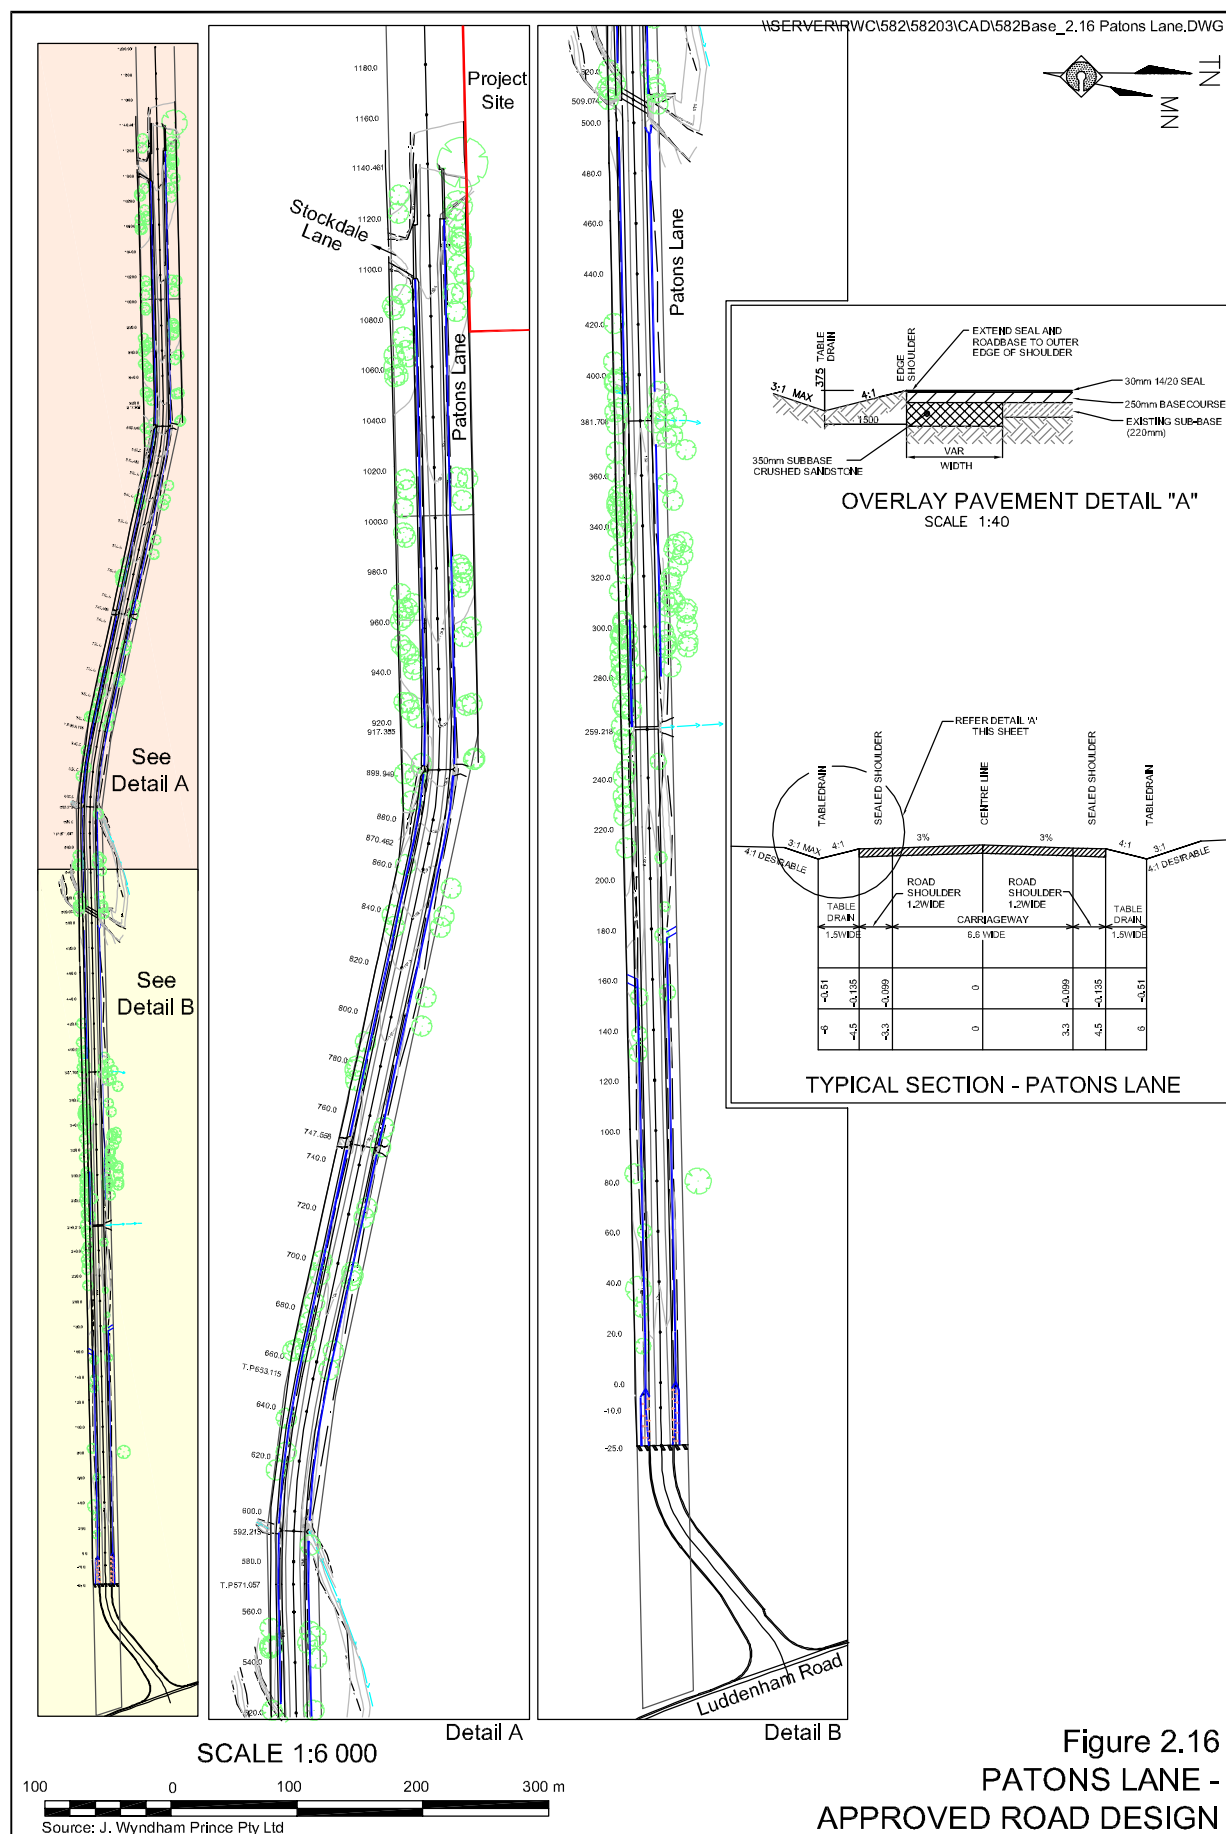 \\SERVER\RWC\582\58203\CAD\582Base_2.16 Patons Lane.DWG
TN
MN
See
Detail A
See
Detail B
Project
Site
Stockdale
Lane
Patons Lane
1180.0
1160.0
1140.461
1120.0
1100.0
1080.0
1060.0
1040.0
1020.0
1000.0
980.0
960.0
940.0
920.0
917.385
899.949
880.0
870.462
860.0
840.0
820.0
800.0
780.0
760.0
747.556
740.0
720.0
700.0
680.0
660.0
T.P653.115
640.0
620.0
600.0
592.213
580.0
T.P571.057
560.0
540.0
520.0
Detail A
Patons Lane
520.0
509.074
500.0
480.0
460.0
440.0
420.0
400.0
381.706
360.0
340.0
320.0
300.0
280.0
259.218
240.0
220.0
200.0
180.0
160.0
140.0
120.0
100.0
80.0
60.0
40.0
20.0
0.0
-10.0
-25.0
Luddenham Road
Detail B
TABLE
DRAIN
375
EDGE
SHOULDER
EXTEND SEAL AND
ROADBASE TO OUTER
EDGE OF SHOULDER
3:1 MAX
4:1
1500
30mm 14/20 SEAL
250mm BASECOURSE
EXISTING SUB-BASE
(220mm)
350mm SUBBASE
CRUSHED SANDSTONE
VAR
WIDTH
OVERLAY PAVEMENT DETAIL "A"
SCALE 1:40
REFER DETAIL 'A'
THIS SHEET
TABLEDRAIN
SEALED SHOULDER
CENTRE LINE
SEALED SHOULDER
TABLEDRAIN
4:1 DESIRABLE
3:1 MAX
4:1
3%
3%
4:1
3:1
4:1 DESIRABLE
ROAD
SHOULDER
1.2WIDE
ROAD
SHOULDER
1.2WIDE
TABLE
DRAIN
1.5WIDE
CARRIAGEWAY
6.6 WIDE
TABLE
DRAIN
1.5WIDE
-0.51
-0.135
-0.099
0
-0.099
-0.135
-0.51
-6
-4.5
-3.3
0
3.3
4.5
6
TYPICAL SECTION - PATONS LANE
SCALE 1:6 000
100
0
100
200
300 m
Source: J. Wyndham Prince Pty Ltd
Figure 2.16
PATONS LANE -
APPROVED ROAD DESIGN